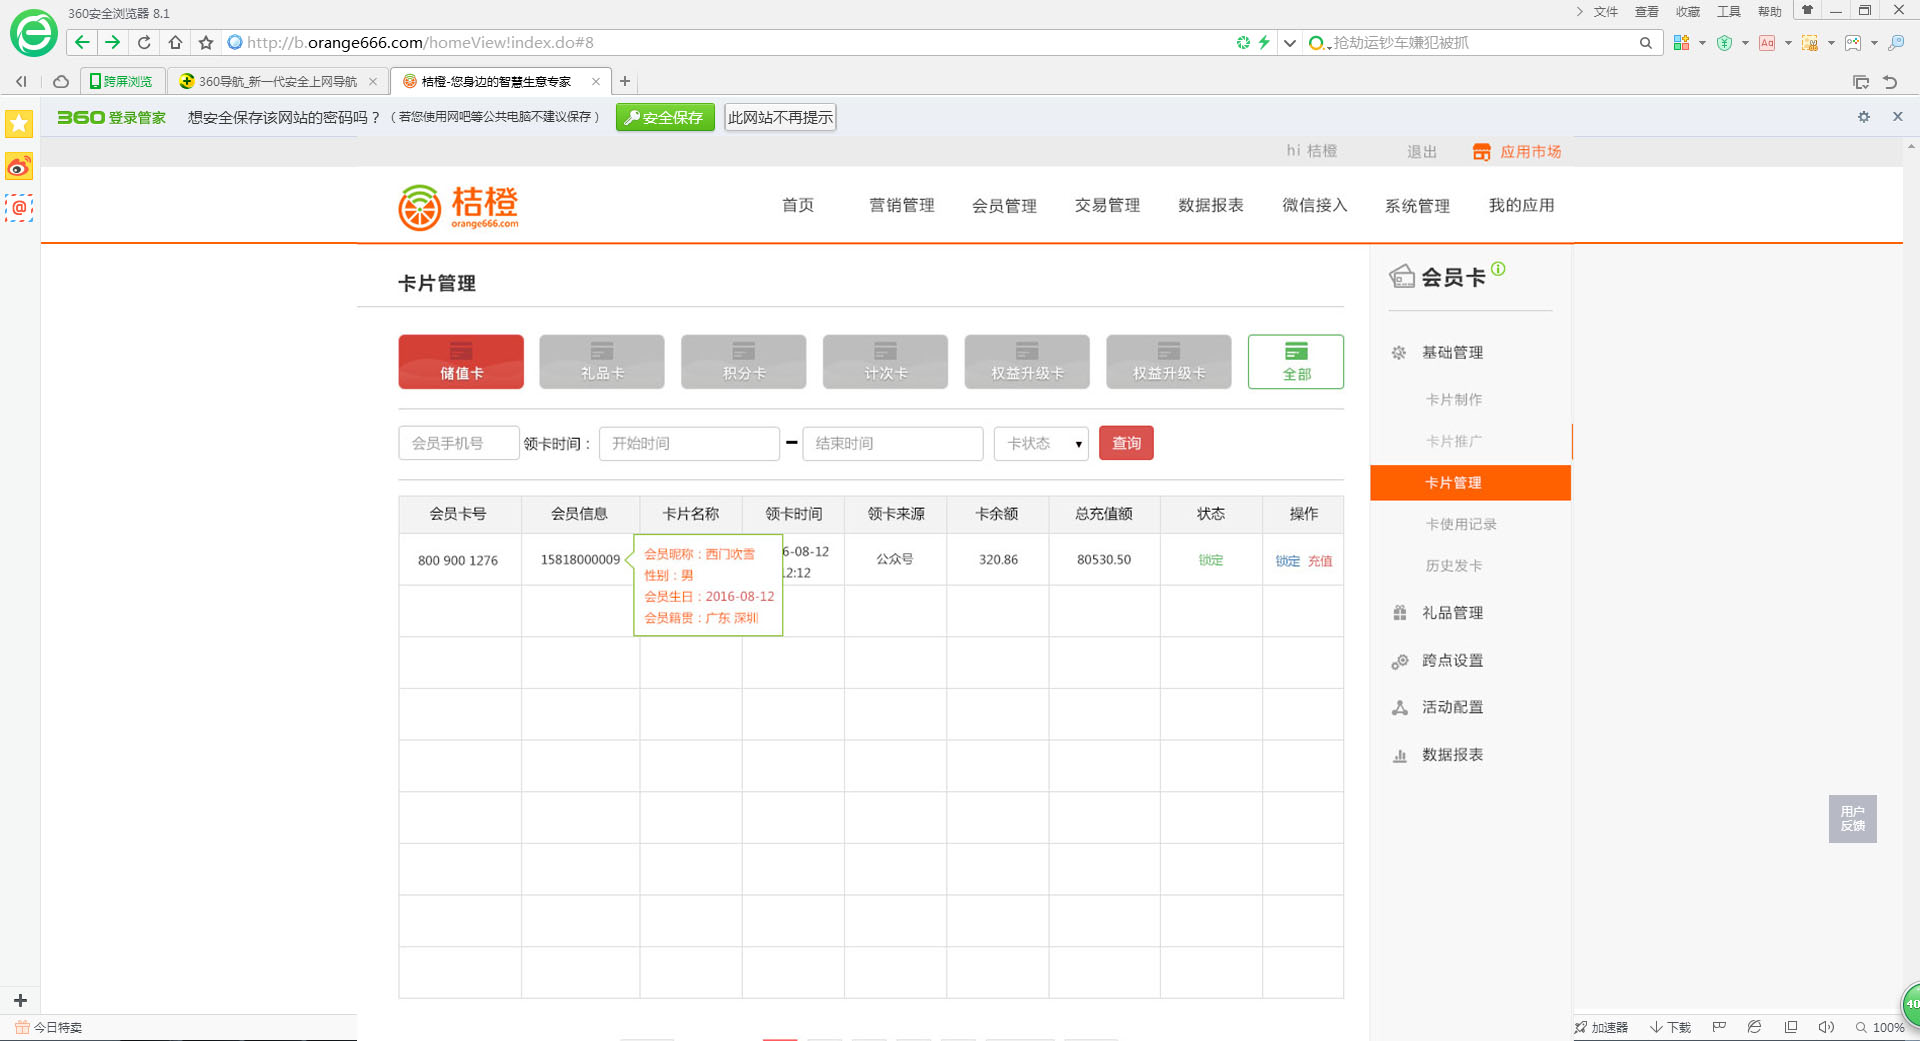 360安全浏览器 8.1
文件 查看 收藏 工具 帮助
http://b.orange666.com/homeView!index.do#8
抢劫运钞车嫌犯被抓
跨屏浏览
360导航_新一代安全上网导航
桔橙-您身边的智慧生意专家
360 登录管家 想安全保存该网站的密码吗？（若您使用网吧等公共电脑不建议保存） 安全保存 此网站不再提示
hi 桔橙 退出 应用市场
桔橙
orange666.com
首页 营销管理 会员管理 交易管理 数据报表 微信接入 系统管理 我的应用
卡片管理
储值卡 礼品卡 积分卡 计次卡 权益升级卡 权益升级卡 全部
会员手机号 领卡时间： 开始时间 结束时间 卡状态 查询
会员卡号 会员信息 卡片名称 领卡时间 领卡来源 卡余额 总充值额 状态 操作
800 900 1276 15818000009 6-08-12 公众号 320.86 80530.50 锁定 锁定 充值
2:12
会员昵称：西门吹雪
性别：男
会员生日：2016-08-12
会员籍贯：广东 深圳
会员卡
基础管理
卡片制作
卡片推广
卡片管理
卡使用记录
历史发卡
礼品管理
跨点设置
活动配置
数据报表
用户
反馈
40
今日特卖
加速器 下载 100%